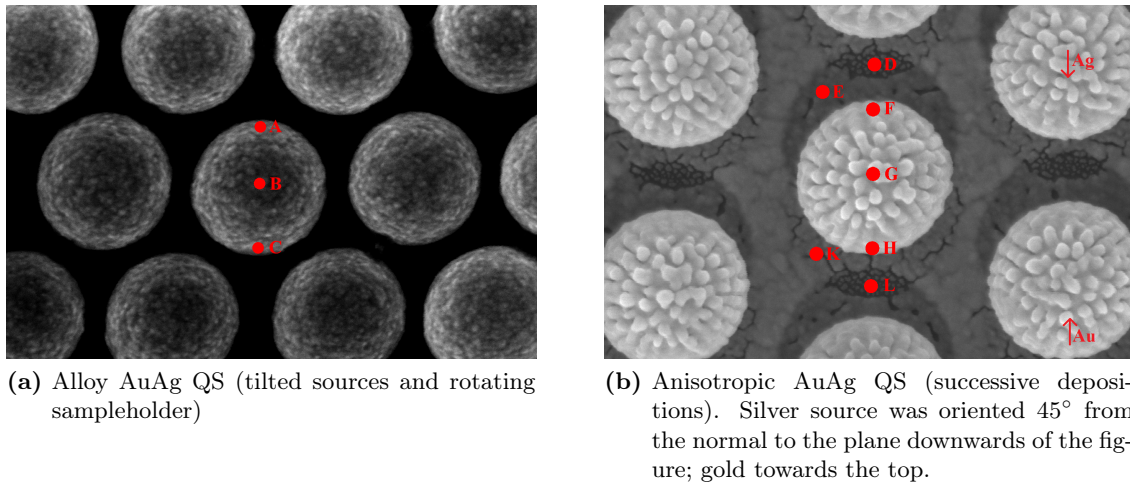 A
B
C
D
E
F
G
H
K
L
Ag
Au
(a) Alloy AuAg QS (tilted sources and rotating
sampleholder)
(b) Anisotropic AuAg QS (successive deposi-
tions). Silver source was oriented 45° from
the normal to the plane downwards of the fig-
ure; gold towards the top.